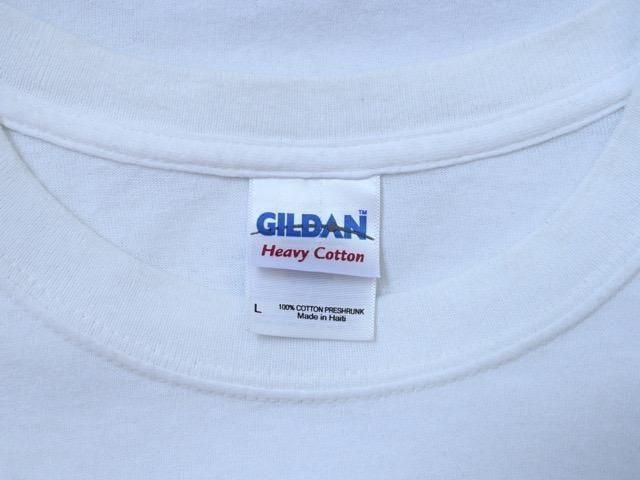 GILDAN™
Heavy Cotton
L 100% COTTON PRESHRUNK
Made in Haiti